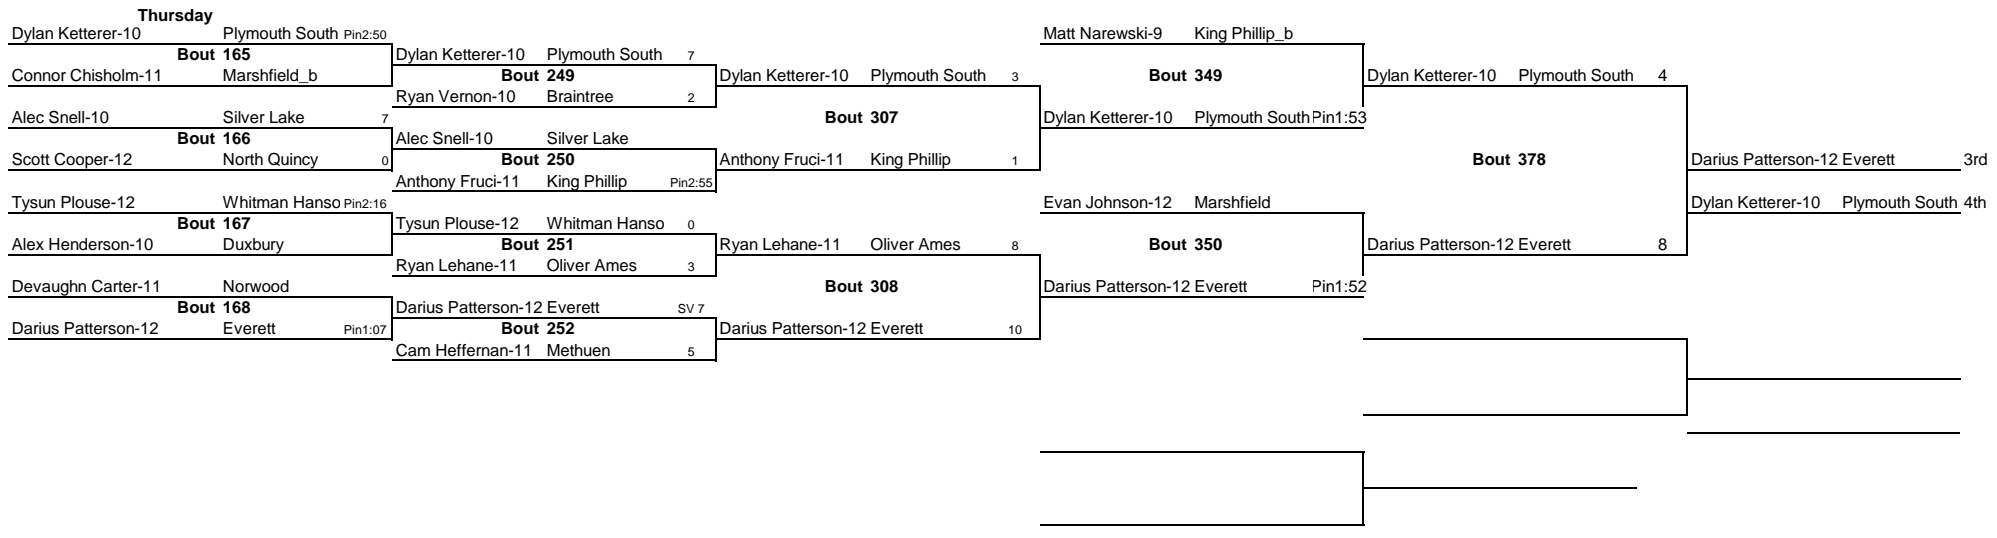 Thursday
Dylan Ketterer-10 Plymouth South Pin2:50 Matt Narewski-9 King Phillip_b
Bout 165 Dylan Ketterer-10 Plymouth South 7
Connor Chisholm-11 Marshfield_b Bout 249 Dylan Ketterer-10 Plymouth South 3 Bout 349 Dylan Ketterer-10 Plymouth South 4
Ryan Vernon-10 Braintree 2
Alec Snell-10 Silver Lake 7 Bout 307 Dylan Ketterer-10 Plymouth South Pin1:53
Bout 166 Alec Snell-10 Silver Lake
Scott Cooper-12 North Quincy 0 Bout 250 Anthony Fruci-11 King Phillip 1 Bout 378 Darius Patterson-12 Everett 3rd
Anthony Fruci-11 King Phillip Pin2:55
Tysun Plouse-12 Whitman Hanso Pin2:16 Evan Johnson-12 Marshfield Dylan Ketterer-10 Plymouth South 4th
Bout 167 Tysun Plouse-12 Whitman Hanso 0
Alex Henderson-10 Duxbury Bout 251 Ryan Lehane-11 Oliver Ames 8 Bout 350 Darius Patterson-12 Everett 8
Ryan Lehane-11 Oliver Ames 3
Devaughn Carter-11 Norwood Bout 308 Darius Patterson-12 Everett Pin1:52
Bout 168 Darius Patterson-12 Everett SV 7
Darius Patterson-12 Everett Pin1:07 Bout 252 Darius Patterson-12 Everett 10
Cam Heffernan-11 Methuen 5